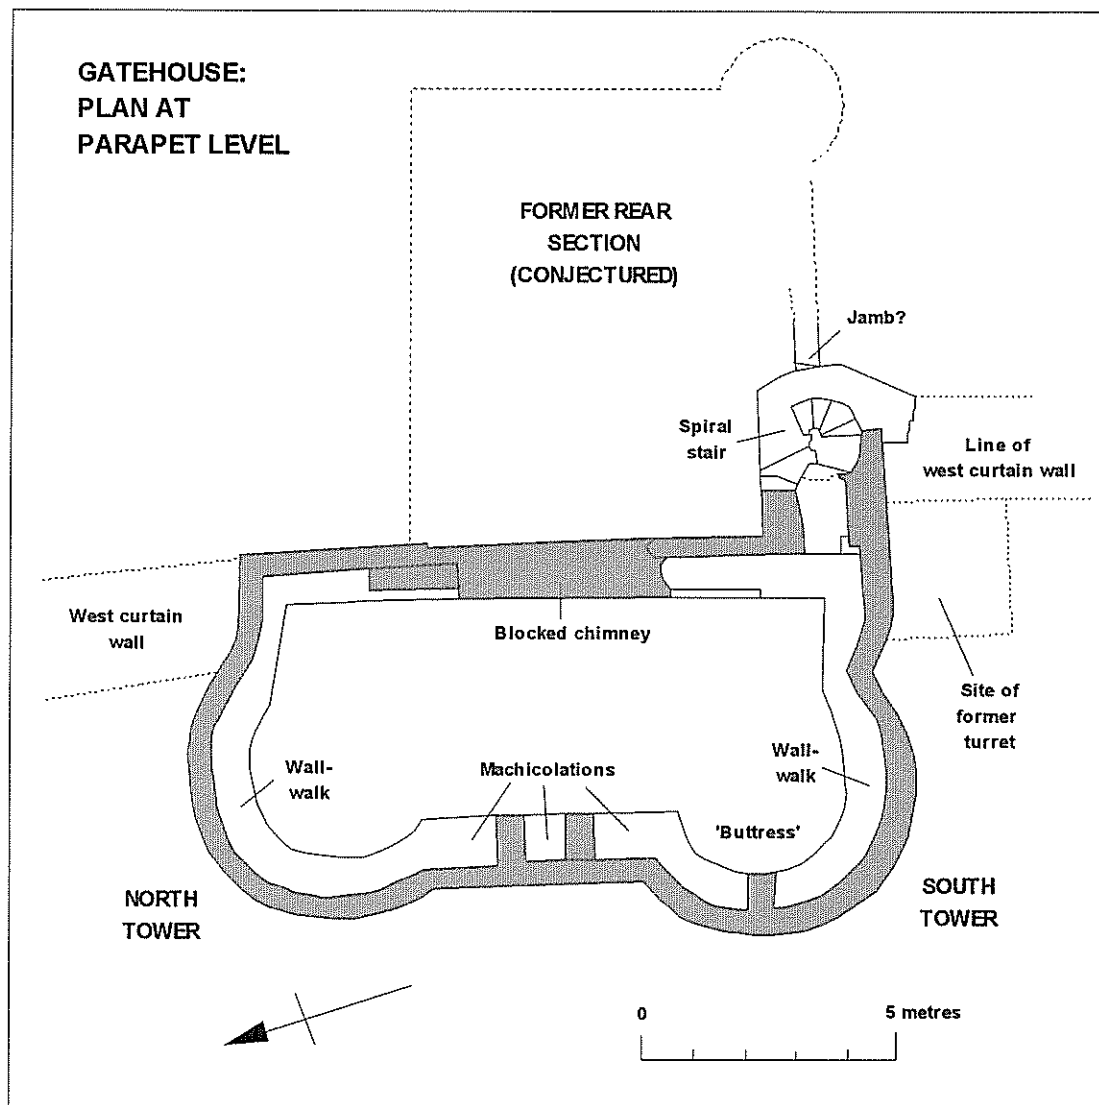 GATEHOUSE:
PLAN AT
PARAPET LEVEL
FORMER REAR
SECTION
(CONJECTURED)
Jamb?
Spiral
stair
Line of
west curtain wall
West curtain
wall
Blocked chimney
Site of
former
turret
Wall-
walk
Machicolations
Wall-
walk
'Buttress'
NORTH
TOWER
SOUTH
TOWER
0
5 metres